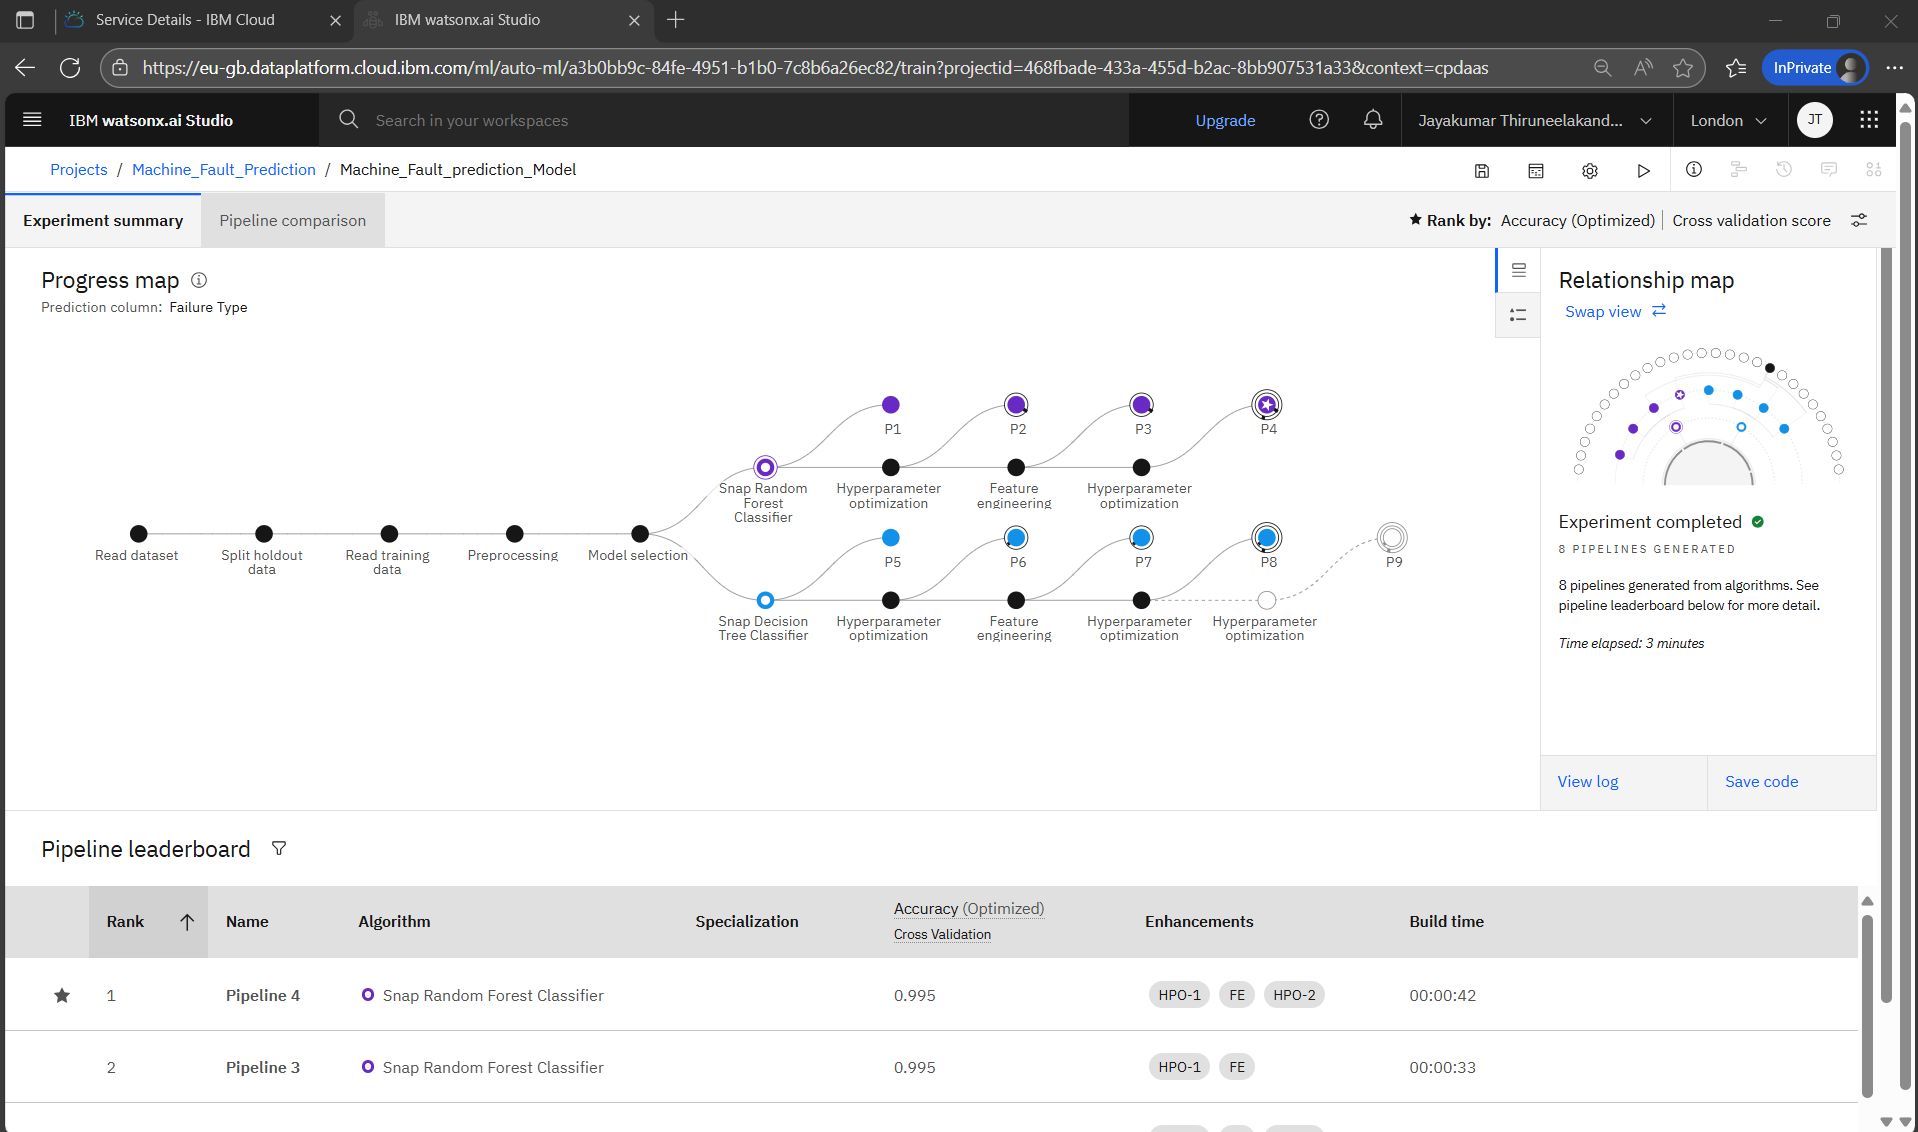 Service Details - IBM Cloud
IBM watsonx.ai Studio
https://eu-gb.dataplatform.cloud.ibm.com/ml/auto-ml/a3b0bb9c-84fe-4951-b1b0-7c8b6a26ec82/train?projectid=468fbade-433a-455d-b2ac-8bb907531a33&context=cpdaas
InPrivate
IBM watsonx.ai Studio
Search in your workspaces
Upgrade
Jayakumar Thiruneelakand...
London
JT
Projects / Machine_Fault_Prediction / Machine_Fault_prediction_Model
Experiment summary
Pipeline comparison
Rank by: Accuracy (Optimized) | Cross validation score
Progress map
Prediction column: Failure Type
P1
P2
P3
P4
Snap Random
Forest
Classifier
Hyperparameter
optimization
Feature
engineering
Hyperparameter
optimization
Read dataset
Split holdout
data
Read training
data
Preprocessing
Model selection
P5
P6
P7
P8
P9
Snap Decision
Tree Classifier
Hyperparameter
optimization
Feature
engineering
Hyperparameter
optimization
Hyperparameter
optimization
Relationship map
Swap view
Experiment completed
8 PIPELINES GENERATED
8 pipelines generated from algorithms. See
pipeline leaderboard below for more detail.
Time elapsed: 3 minutes
View log
Save code
Pipeline leaderboard
Rank
Name
Algorithm
Specialization
Accuracy (Optimized)
Cross Validation
Enhancements
Build time
1 Pipeline 4 Snap Random Forest Classifier 0.995 HPO-1 FE HPO-2 00:00:42
2 Pipeline 3 Snap Random Forest Classifier 0.995 HPO-1 FE 00:00:33